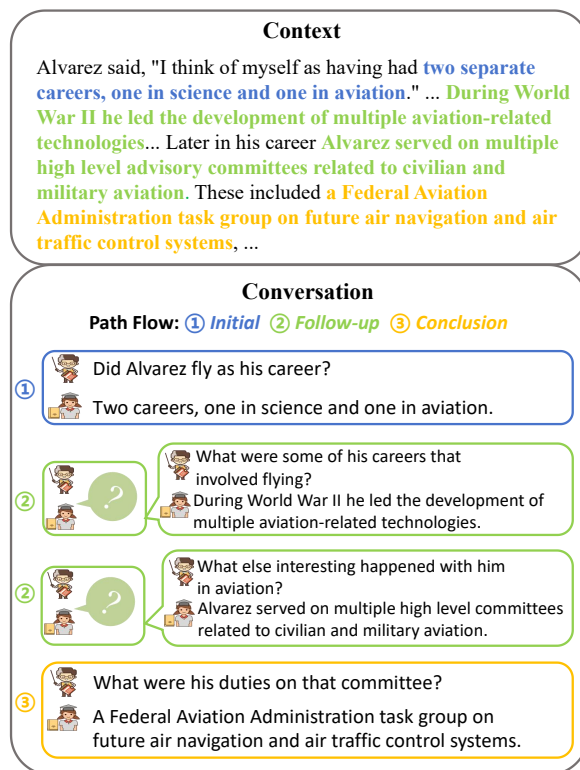 Context
Alvarez said, "I think of myself as having had two separate
careers, one in science and one in aviation." ... During World
War II he led the development of multiple aviation-related
technologies... Later in his career Alvarez served on multiple
high level advisory committees related to civilian and
military aviation. These included a Federal Aviation
Administration task group on future air navigation and air
traffic control systems, ...
Conversation
Path Flow: ① Initial ② Follow-up ③ Conclusion
①
Did Alvarez fly as his career?
Two careers, one in science and one in aviation.
②
?
What were some of his careers that
involved flying?
During World War II he led the development of
multiple aviation-related technologies.
②
?
What else interesting happened with him
in aviation?
Alvarez served on multiple high level committees
related to civilian and military aviation.
③
What were his duties on that committee?
A Federal Aviation Administration task group on
future air navigation and air traffic control systems.